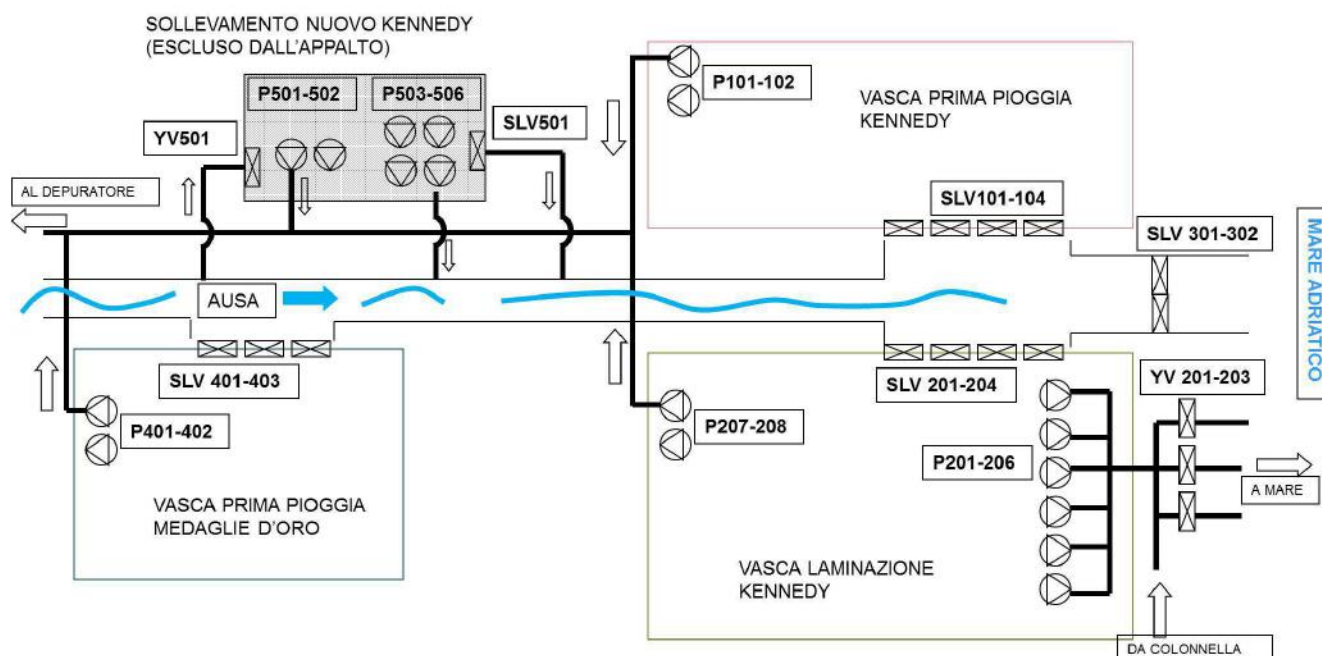 SOLLEVAMENTO NUOVO KENNEDY
(ESCLUSO DALL'APPALTO)
P501-502
P503-506
YV501
SLV501
P101-102
VASCA PRIMA PIOGGIA
KENNEDY
AL DEPURATORE
SLV101-104
SLV 301-302
MARE ADRIATICO
AUSA
SLV 401-403
SLV 201-204
YV 201-203
P401-402
P207-208
P201-206
A MARE
VASCA PRIMA PIOGGIA
MEDAGLIE D'ORO
VASCA LAMINAZIONE
KENNEDY
DA COLONNELLA